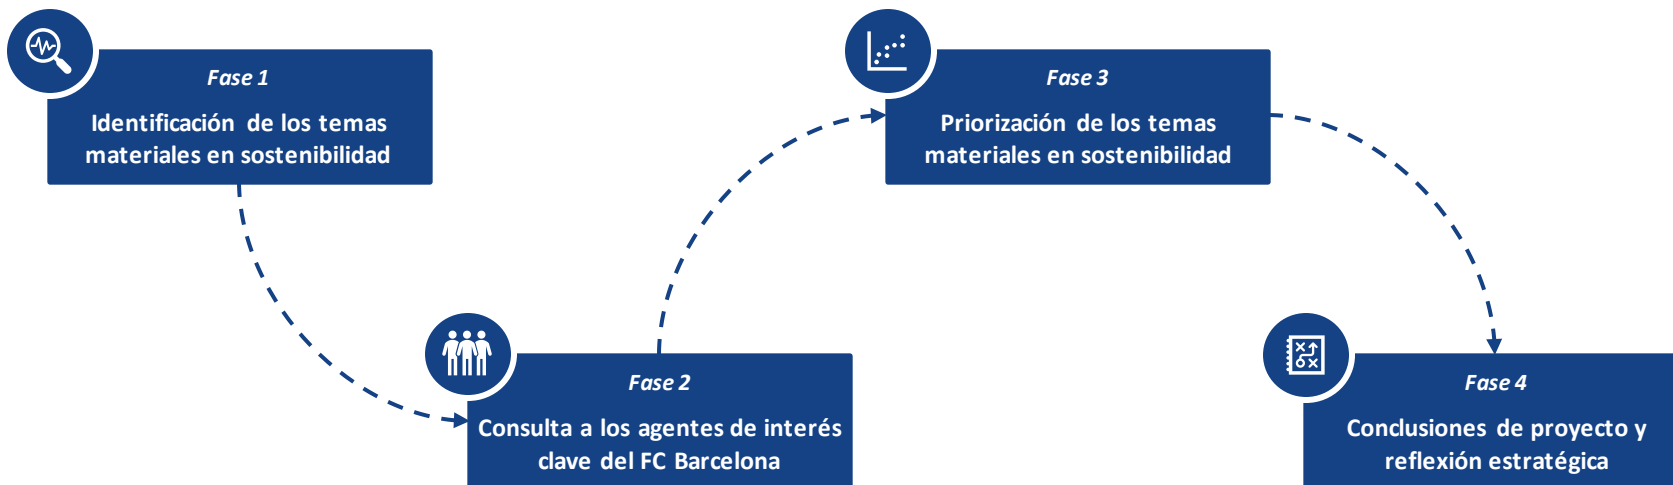 Fase 1
Identificación de los temas
materiales en sostenibilidad
Fase 2
Consulta a los agentes de interés
clave del FC Barcelona
Fase 3
Priorización de los temas
materiales en sostenibilidad
Fase 4
Conclusiones de proyecto y
reflexión estratégica